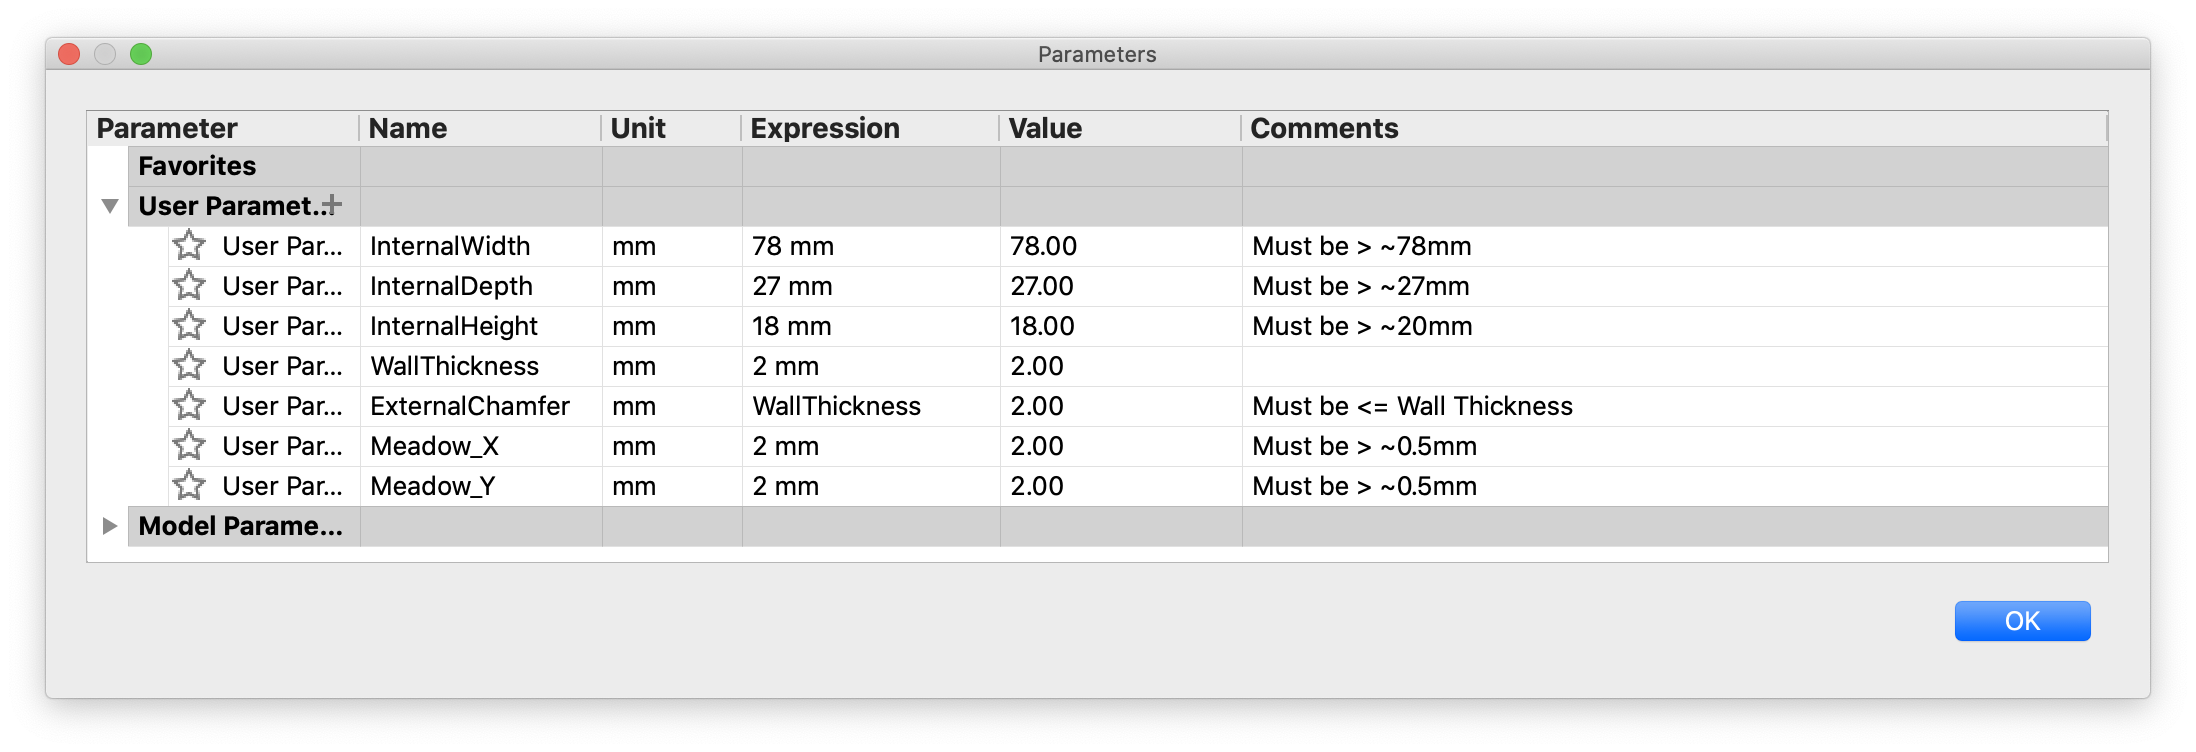 Parameters
Parameter Name Unit Expression Value Comments
Favorites
User Paramet...
User Par... InternalWidth mm 78 mm 78.00 Must be > ~78mm
User Par... InternalDepth mm 27 mm 27.00 Must be > ~27mm
User Par... InternalHeight mm 18 mm 18.00 Must be > ~20mm
User Par... WallThickness mm 2 mm 2.00
User Par... ExternalChamfer mm WallThickness 2.00 Must be <= Wall Thickness
User Par... Meadow_X mm 2 mm 2.00 Must be > ~0.5mm
User Par... Meadow_Y mm 2 mm 2.00 Must be > ~0.5mm
Model Parame...
OK